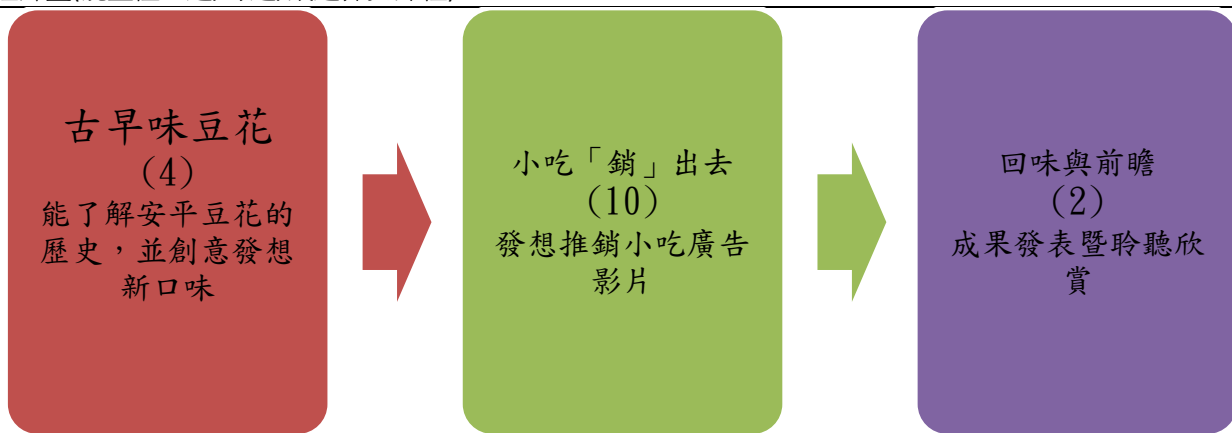 古早味豆花
(4)
能了解安平豆花的
歷史，並創意發想
新口味
小吃「銷」出去
(10)
發想推銷小吃廣告
影片
回味與前瞻
(2)
成果發表暨聆聽欣
賞